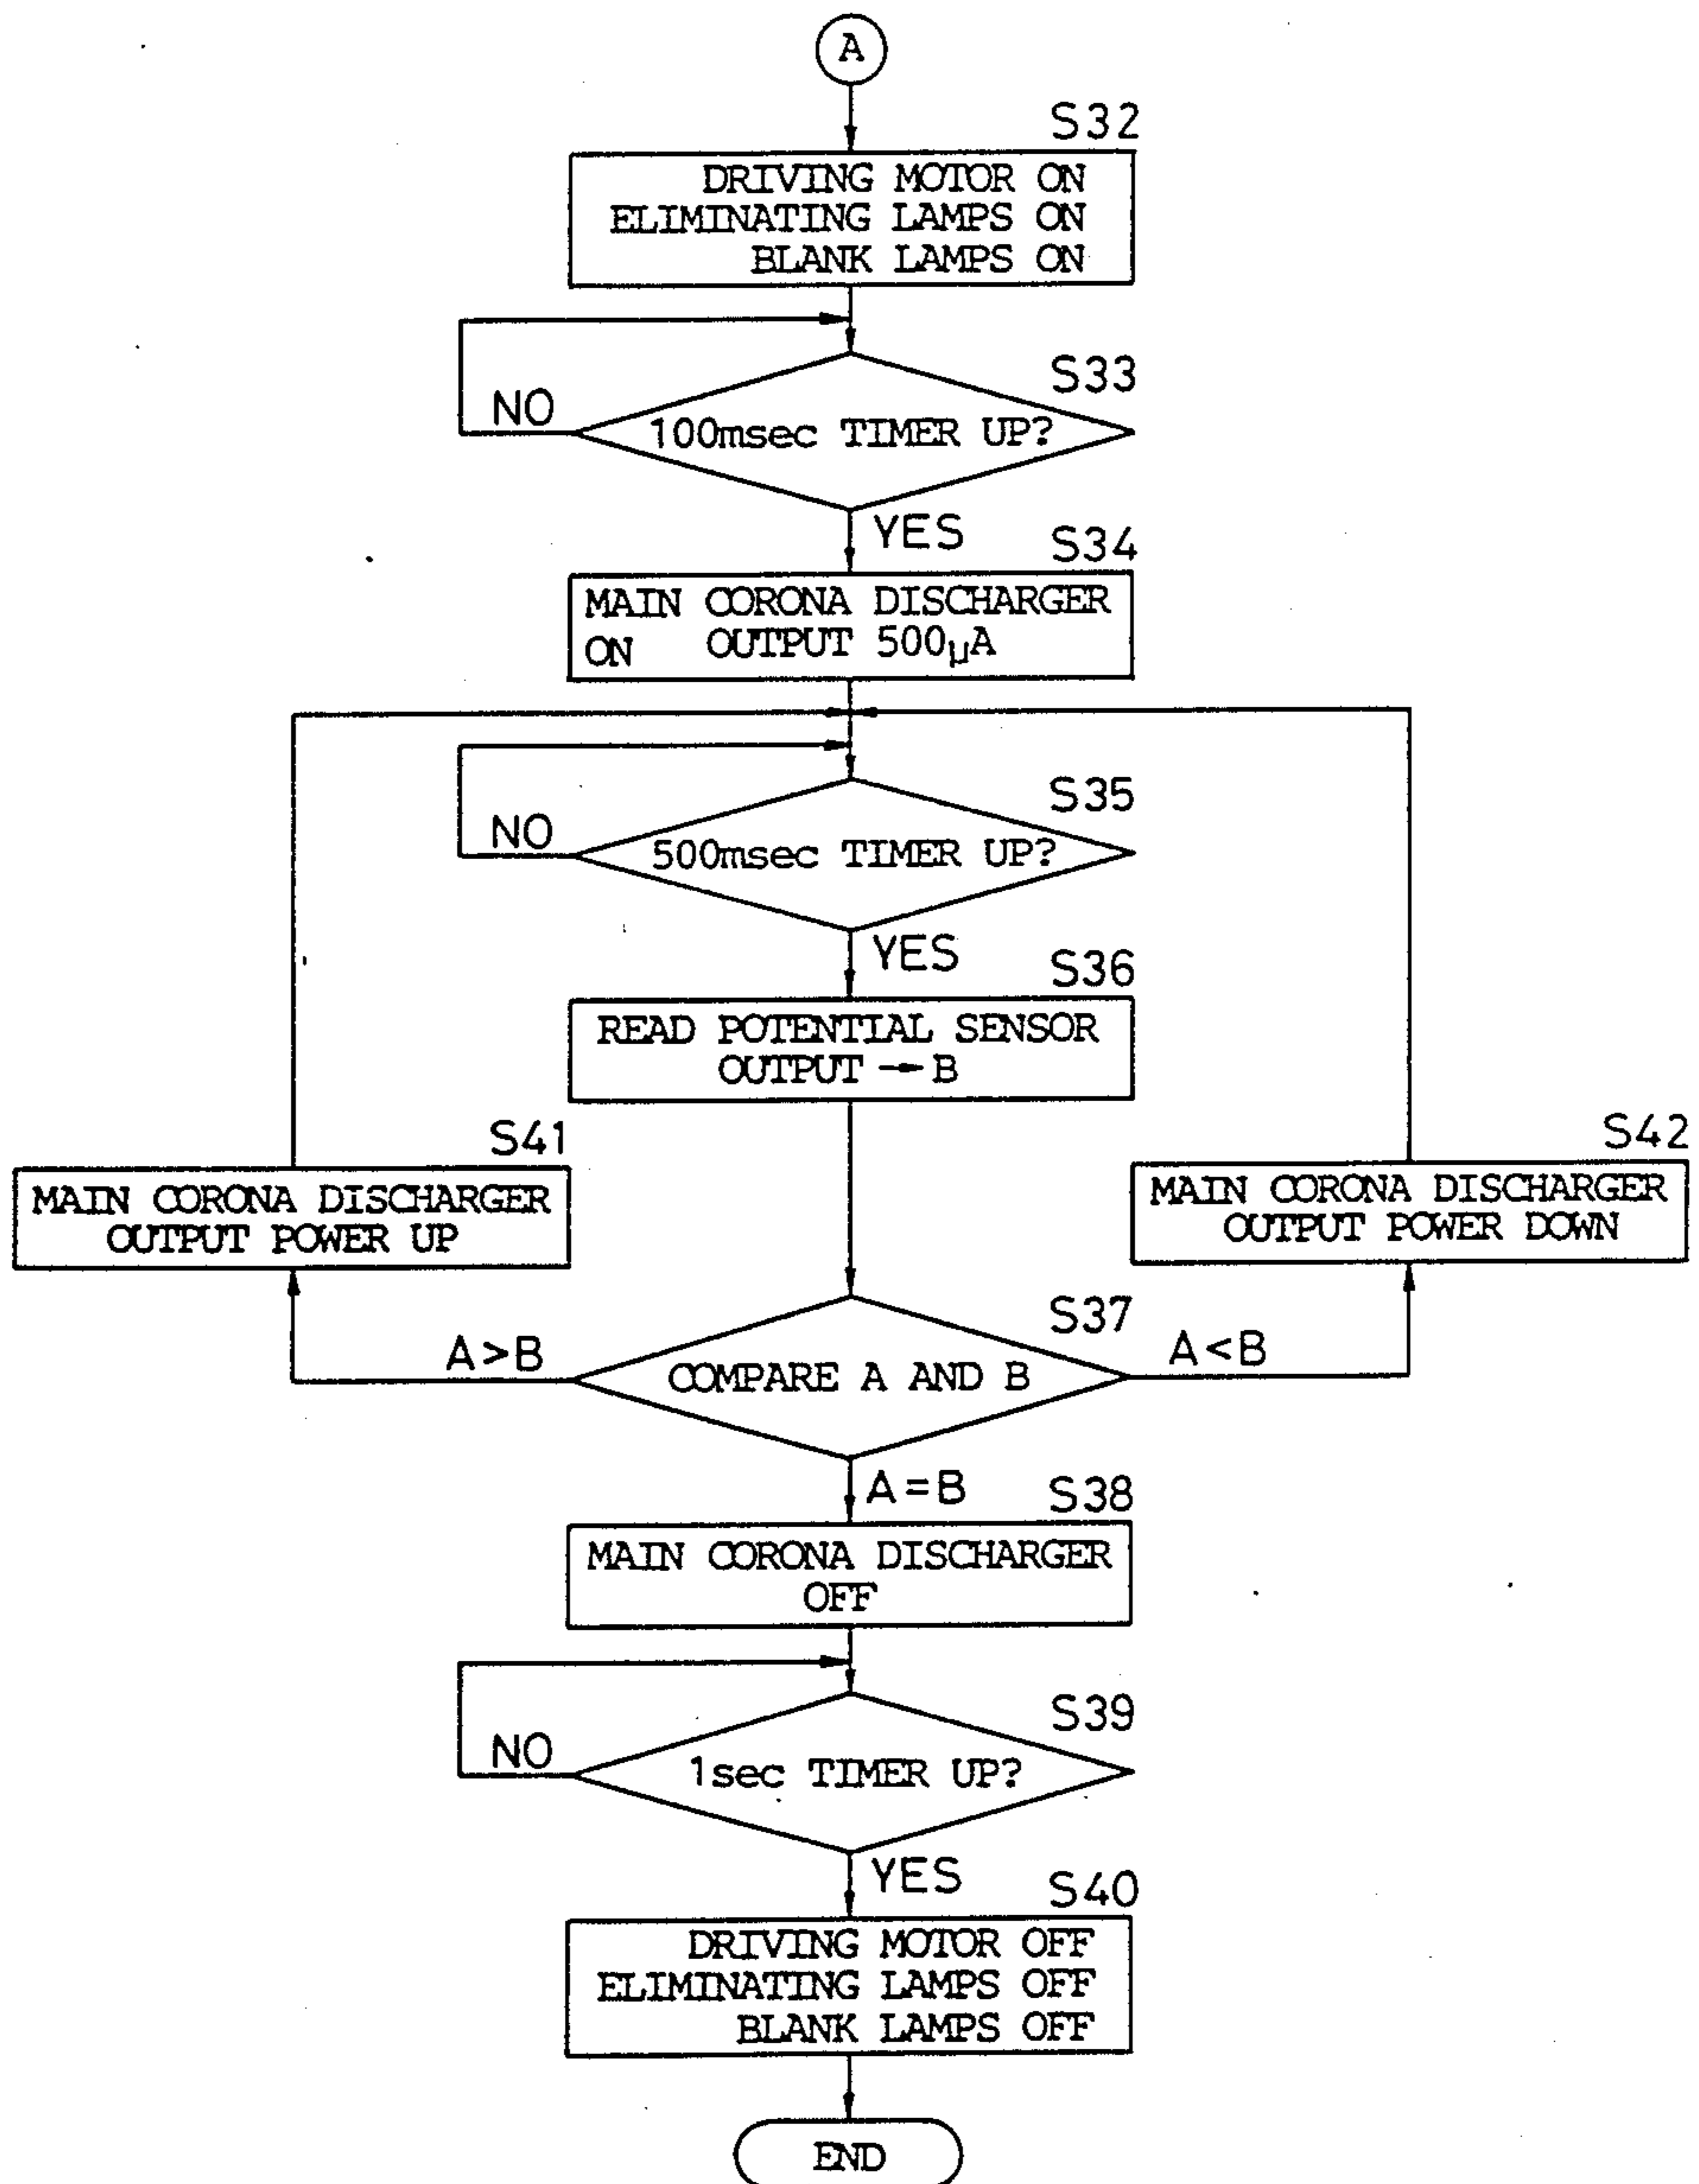 A
S32
DRIVING MOTOR ON
ELIMINATING LAMPS ON
BLANK LAMPS ON
S33
NO
100msec TIMER UP?
YES
S34
MAIN CORONA DISCHARGER
ON OUTPUT 500μA
S35
NO
500msec TIMER UP?
YES
S36
READ POTENTIAL SENSOR
OUTPUT → B
S41
MAIN CORONA DISCHARGER
OUTPUT POWER UP
S42
MAIN CORONA DISCHARGER
OUTPUT POWER DOWN
S37
A>B
COMPARE A AND B
A<B
A=B
S38
MAIN CORONA DISCHARGER
OFF
S39
NO
1sec TIMER UP?
YES
S40
DRIVING MOTOR OFF
ELIMINATING LAMPS OFF
BLANK LAMPS OFF
END